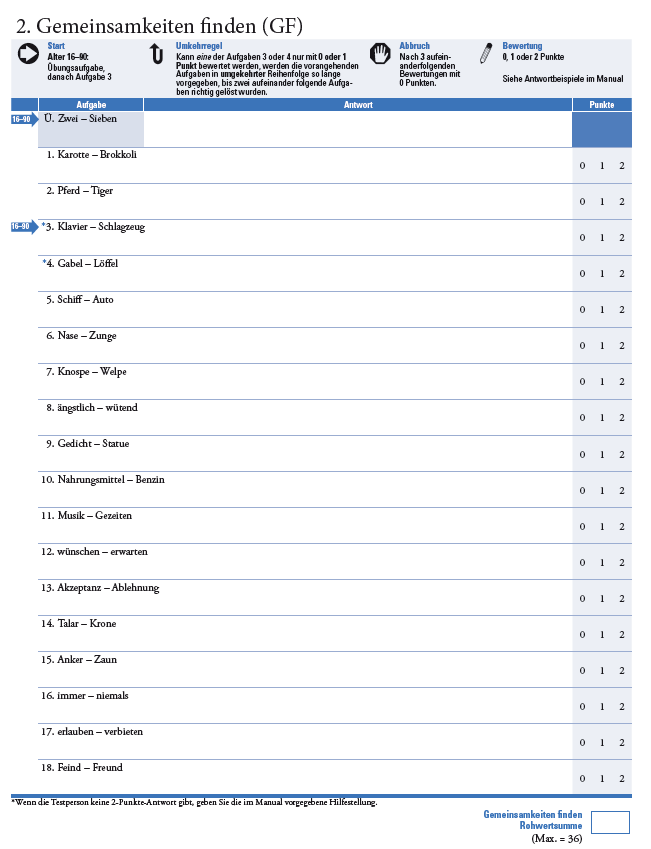 2. Gemeinsamkeiten finden (GF)
Start
Alter 16–90:
Übungsaufgabe,
danach Aufgabe 3
Umkehrregel
Kann eine der Aufgaben 3 oder 4 nur mit 0 oder 1
Punkt bewertet werden, werden die vorangehenden
Aufgaben in umgekehrter Reihenfolge so lange
vorgegeben, bis zwei aufeinander folgende Aufga-
ben richtig gelöst wurden.
Abbruch
Nach 3 aufein-
anderfolgenden
Bewertungen mit
0 Punkten.
Bewertung
0, 1 oder 2 Punkte
Siehe Antwortbeispiele im Manual
Aufgabe Antwort Punkte
16–90 Ü. Zwei – Sieben
1. Karotte – Brokkoli
0 1 2
2. Pferd – Tiger
0 1 2
16–90 *3. Klavier – Schlagzeug
0 1 2
*4. Gabel – Löffel
0 1 2
5. Schiff – Auto
0 1 2
6. Nase – Zunge
0 1 2
7. Knospe – Welpe
0 1 2
8. ängstlich – wütend
0 1 2
9. Gedicht – Statue
0 1 2
10. Nahrungsmittel – Benzin
0 1 2
11. Musik – Gezeiten
0 1 2
12. wünschen – erwarten
0 1 2
13. Akzeptanz – Ablehnung
0 1 2
14. Talar – Krone
0 1 2
15. Anker – Zaun
0 1 2
16. immer – niemals
0 1 2
17. erlauben – verbieten
0 1 2
18. Feind – Freund
0 1 2
*Wenn die Testperson keine 2-Punkte-Antwort gibt, geben Sie die im Manual vorgegebene Hilfestellung.
Gemeinsamkeiten finden
Rohwertsumme
(Max. = 36)